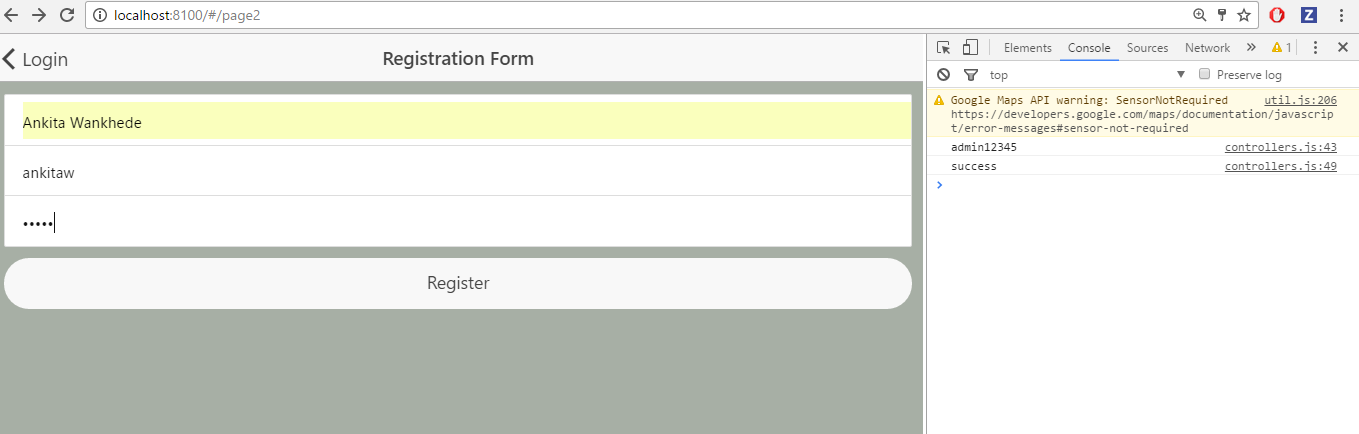 localhost:8100/#/page2
Login
Registration Form
Ankita Wankhede
ankitaw
•••••
Register
Elements Console Sources Network » 1
top Preserve log
Google Maps API warning: SensorNotRequired util.js:206
https://developers.google.com/maps/documentation/javascrip
t/error-messages#sensor-not-required
admin12345 controllers.js:43
success controllers.js:49